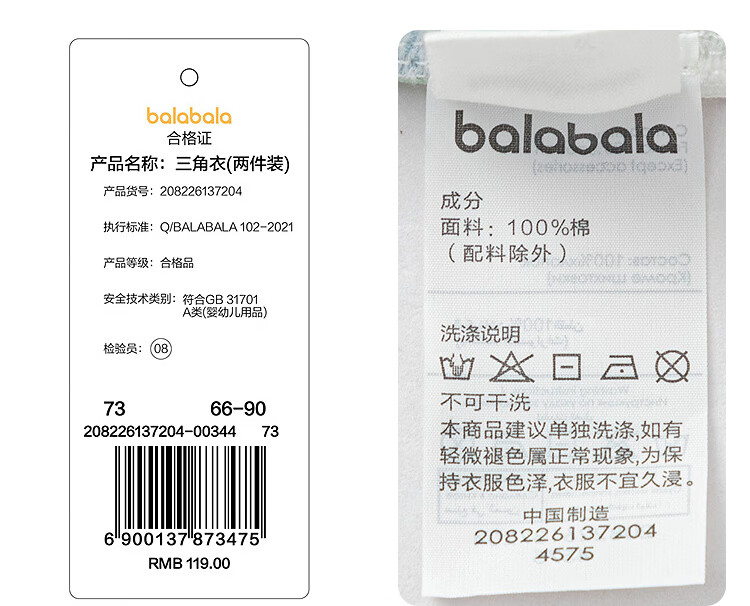 balabala
合格证
产品名称：三角衣(两件装)
产品货号：208226137204
执行标准：Q/BALABALA 102-2021
产品等级：合格品
安全技术类别：符合GB 31701
A类(婴幼儿用品)
检验员：08
73 66-90
208226137204-00344 73
6 900137 873475
RMB 119.00
balabala
(Except accessories)
成分
面料：100%棉
（配料除外）
Состав: 100%
(Кроме
洗涤说明
不可干洗
本商品建议单独洗涤,如有
轻微褪色属正常现象,为保
持衣服色泽,衣服不宜久浸。
中国制造
208226137204
4575